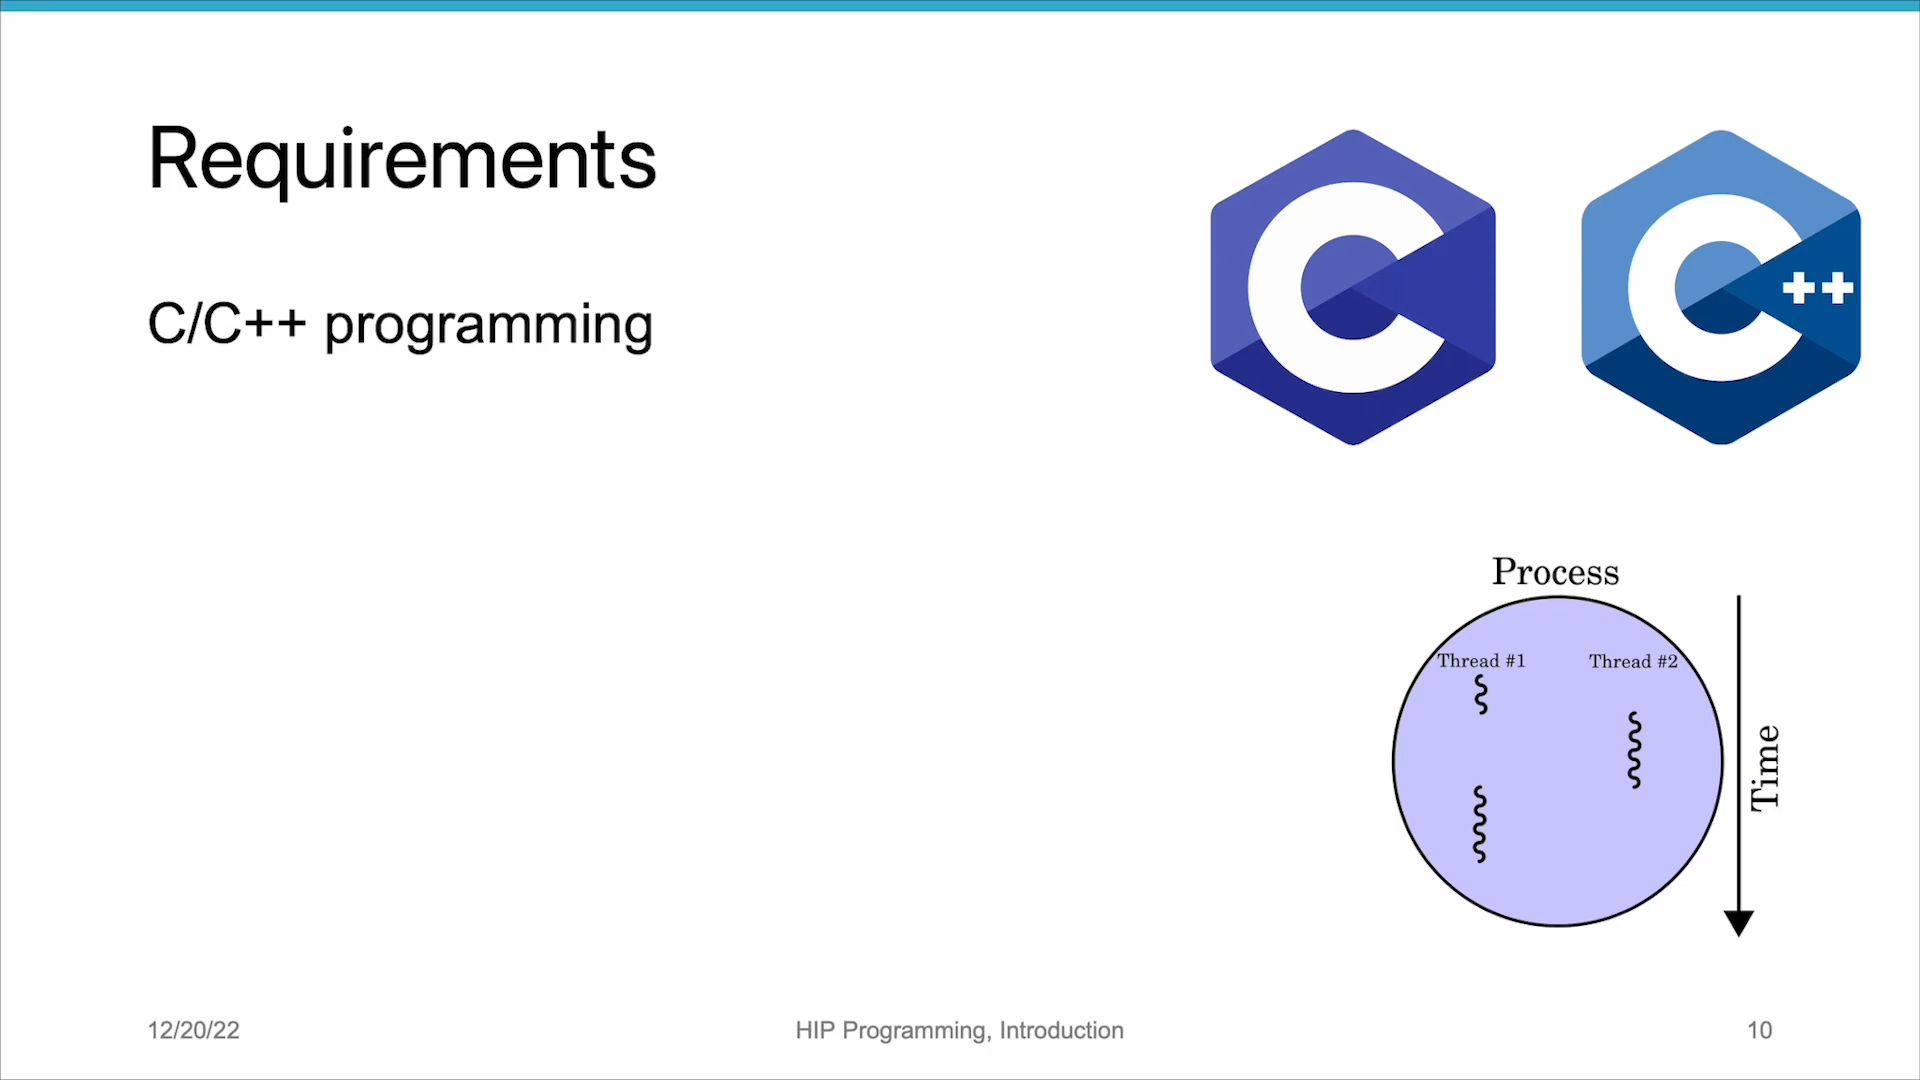 Requirements
C/C++ programming
C
C++
Process
Thread #1
Thread #2
Time
12/20/22
HIP Programming, Introduction
10